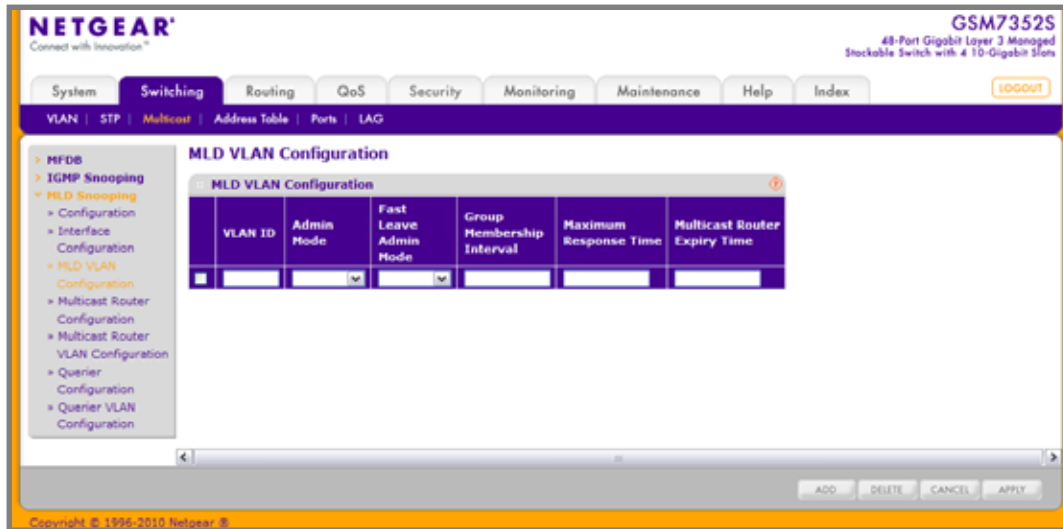 NETGEAR®
Connect with Innovation™
GSM7352S
48-Port Gigabit Layer 3 Managed
Stackable Switch with 4 10-Gigabit Slots
System Switching Routing QoS Security Monitoring Maintenance Help Index LOGOUT
VLAN | STP | Multicast | Address Table | Ports | LAG
MFDB
IGMP Snooping
MLD Snooping
» Configuration
» Interface
Configuration
» MLD VLAN
Configuration
» Multicast Router
Configuration
» Multicast Router
VLAN Configuration
» Querier
Configuration
» Querier VLAN
Configuration
MLD VLAN Configuration
MLD VLAN Configuration
VLAN ID
Admin
Mode
Fast
Leave
Admin
Mode
Group
Membership
Interval
Maximum
Response Time
Multicast Router
Expiry Time
ADD DELETE CANCEL APPLY
Copyright © 1996-2010 Netgear ®